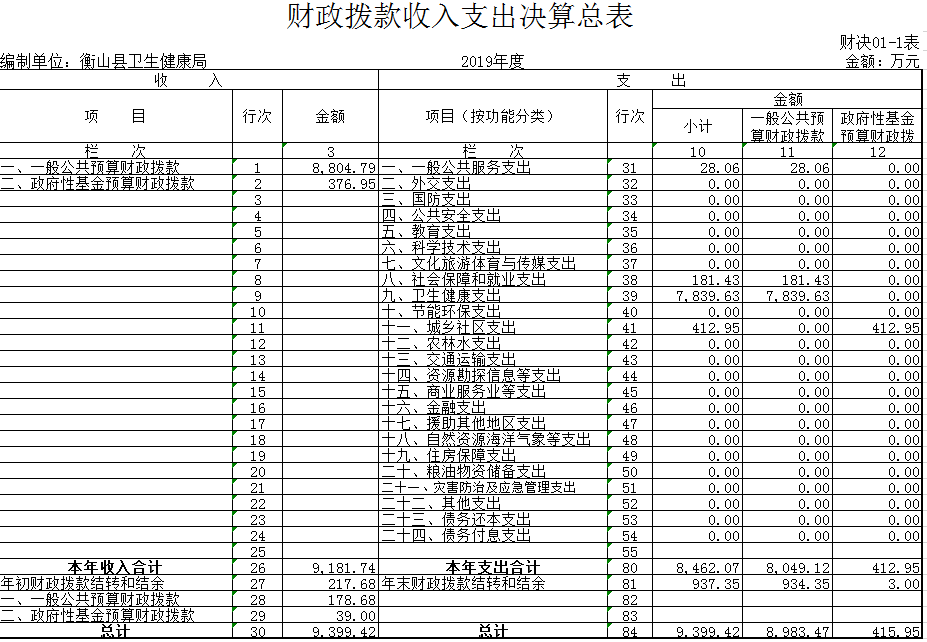 财政拨款收入支出决算总表
财决01-1表
编制单位：衡山县卫生健康局 2019年度 金额：万元
收 入 支 出
项 目 行次 金额 项目（按功能分类） 行次 金额
小计 一般公共预算财政拨款 政府性基金预算财政拨
栏 次 3 栏 次 10 11 12
一、一般公共预算财政拨款 1 8,804.79 一、一般公共服务支出 31 28.06 28.06 0.00
二、政府性基金预算财政拨款 2 376.95 二、外交支出 32 0.00 0.00 0.00
3 三、国防支出 33 0.00 0.00 0.00
4 四、公共安全支出 34 0.00 0.00 0.00
5 五、教育支出 35 0.00 0.00 0.00
6 六、科学技术支出 36 0.00 0.00 0.00
7 七、文化旅游体育与传媒支出 37 0.00 0.00 0.00
8 八、社会保障和就业支出 38 181.43 181.43 0.00
9 九、卫生健康支出 39 7,839.63 7,839.63 0.00
10 十、节能环保支出 40 0.00 0.00 0.00
11 十一、城乡社区支出 41 412.95 0.00 412.95
12 十二、农林水支出 42 0.00 0.00 0.00
13 十三、交通运输支出 43 0.00 0.00 0.00
14 十四、资源勘探信息等支出 44 0.00 0.00 0.00
15 十五、商业服务业等支出 45 0.00 0.00 0.00
16 十六、金融支出 46 0.00 0.00 0.00
17 十七、援助其他地区支出 47 0.00 0.00 0.00
18 十八、自然资源海洋气象等支出 48 0.00 0.00 0.00
19 十九、住房保障支出 49 0.00 0.00 0.00
20 二十、粮油物资储备支出 50 0.00 0.00 0.00
21 二十一、灾害防治及应急管理支出 51 0.00 0.00 0.00
22 二十二、其他支出 52 0.00 0.00 0.00
23 二十三、债务还本支出 53 0.00 0.00 0.00
24 二十四、债务付息支出 54 0.00 0.00 0.00
25 55
本年收入合计 26 9,181.74 本年支出合计 80 8,462.07 8,049.12 412.95
年初财政拨款结转和结余 27 217.68 年末财政拨款结转和结余 81 937.35 934.35 3.00
一、一般公共预算财政拨款 28 178.68 82
二、政府性基金预算财政拨款 29 39.00 83
总计 30 9,399.42 总计 84 9,399.42 8,983.47 415.95